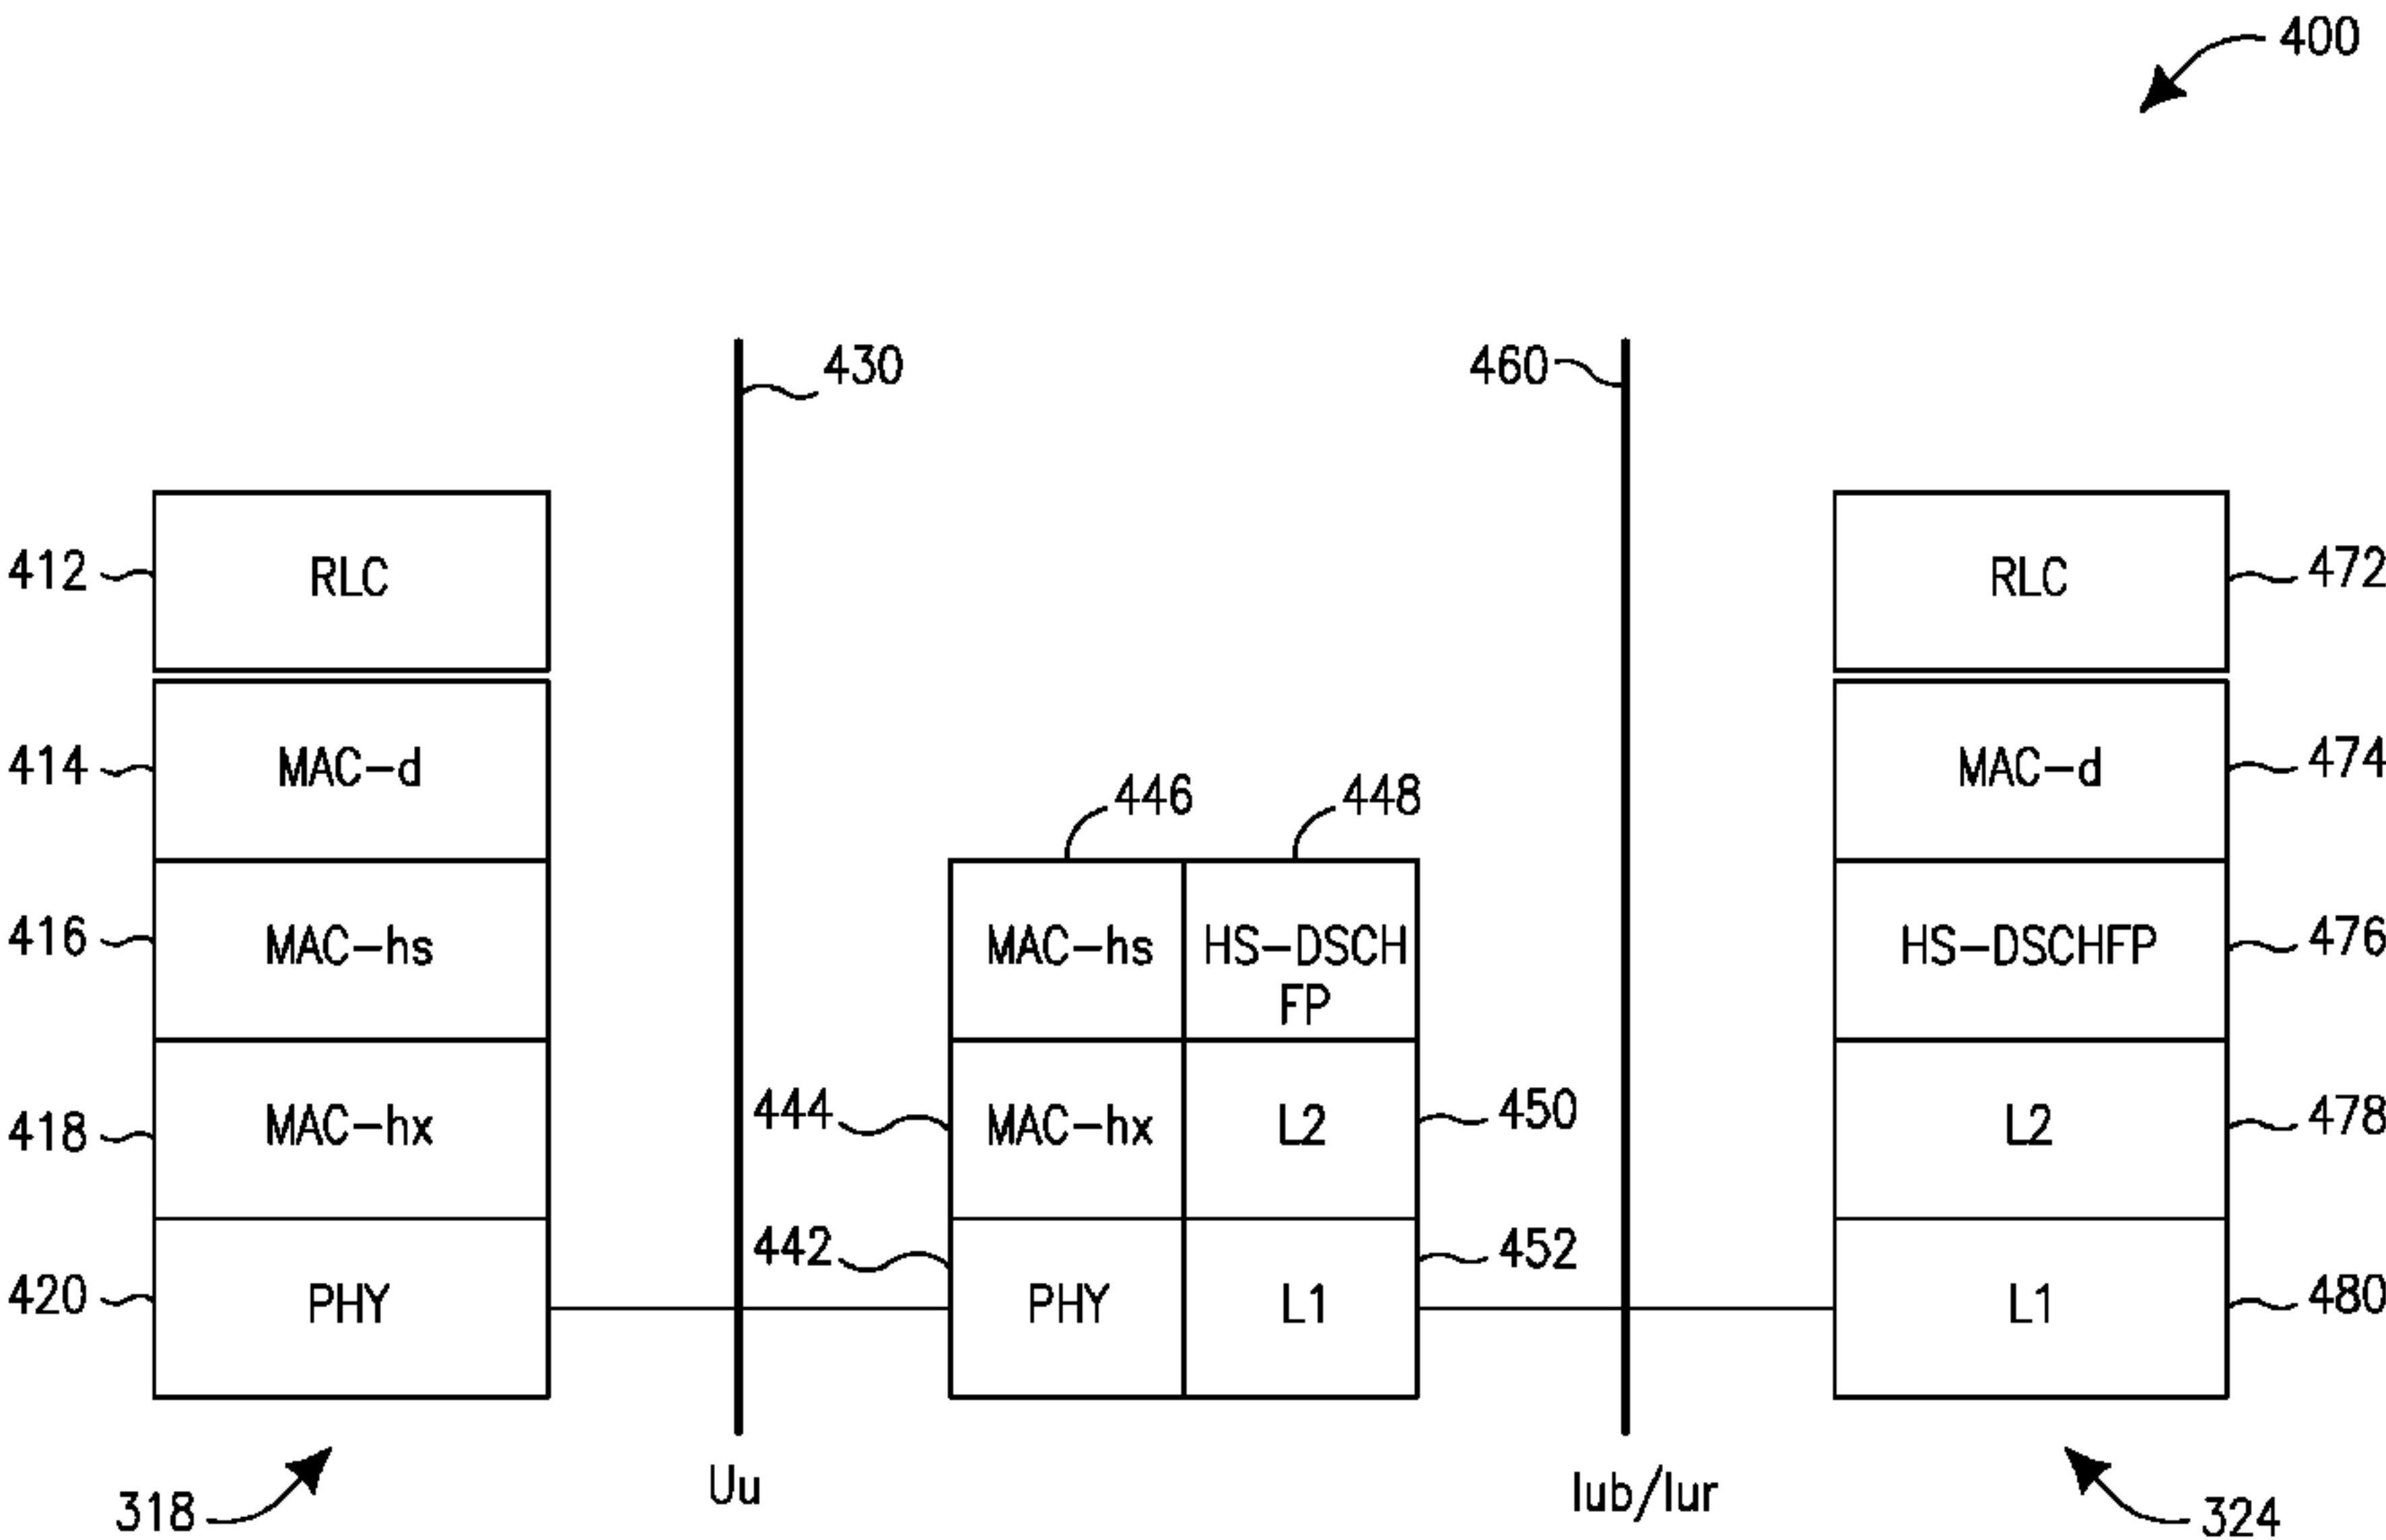 400
430
460
412
RLC
RLC
472
414
MAC-d
MAC-d
474
446
448
416
MAC-hs
MAC-hs
HS-DSCH
FP
HS-DSCHFP
476
418
MAC-hx
444
MAC-hx
L2
450
L2
478
442
452
420
PHY
PHY
L1
L1
480
318
Uu
Iub/Iur
324